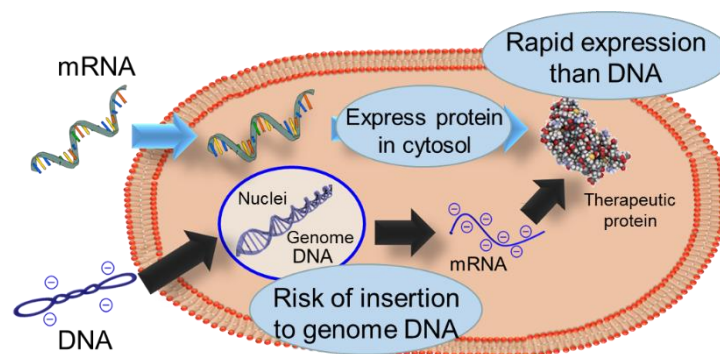 Rapid expression
than DNA
mRNA
Express protein
in cytosol
Nuclei
Genome
DNA
Therapeutic
protein
mRNA
DNA
Risk of insertion
to genome DNA